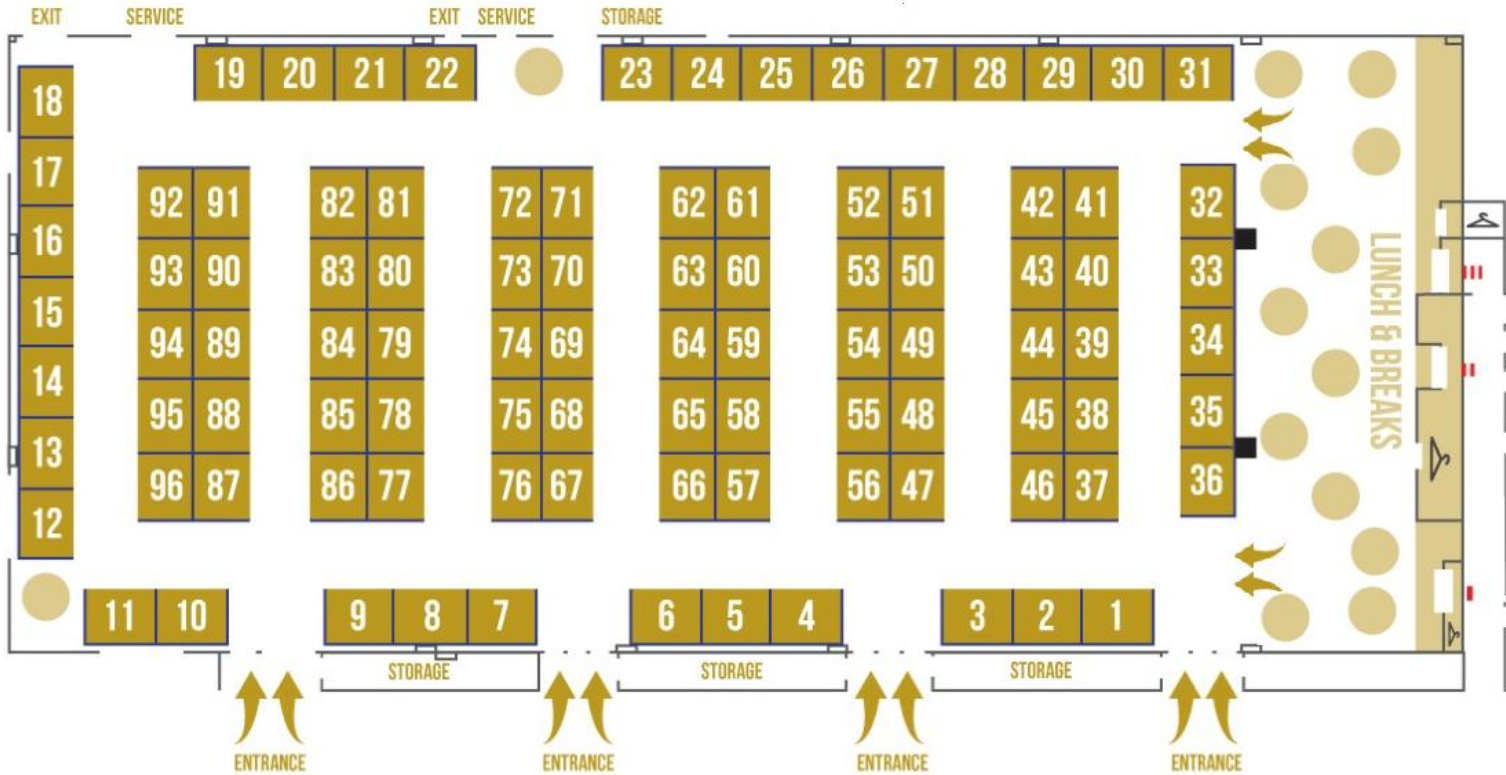 EXIT SERVICE EXIT SERVICE STORAGE
19 20 21 22 23 24 25 26 27 28 29 30 31
18
17
92 91 82 81 72 71 62 61 52 51 42 41 32
16
93 90 83 80 73 70 63 60 53 50 43 40 33
15
94 89 84 79 74 69 64 59 54 49 44 39 34
LUNCH & BREAKS
14
95 88 85 78 75 68 65 58 55 48 45 38 35
13
96 87 86 77 76 67 66 57 56 47 46 37 36
12
11 10 9 8 7 6 5 4 3 2 1
STORAGE STORAGE STORAGE
ENTRANCE ENTRANCE ENTRANCE ENTRANCE